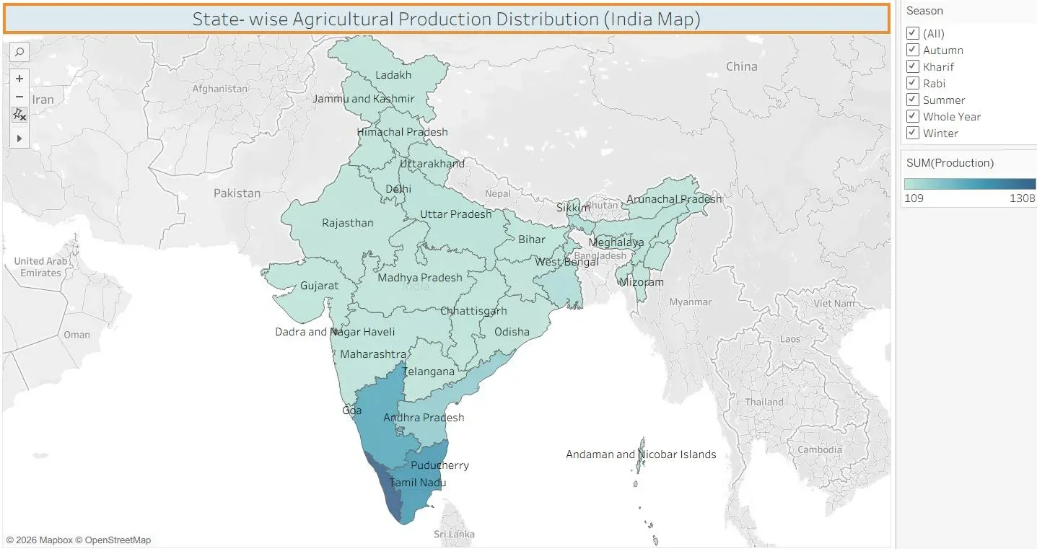 State- wise Agricultural Production Distribution (India Map)
Season
(All)
Autumn
Kharif
Rabi
Summer
Whole Year
Winter
SUM(Production)
109
130B
Iran
Afghanistan
China
Pakistan
Nepal
Bhutan
Bangladesh
United Arab
Emirates
Oman
Myanmar
Viet Nam
Laos
Thailand
Cambodia
Sri Lanka
Ladakh
Jammu and Kashmir
Himachal Pradesh
Uttarakhand
Delhi
Rajasthan
Uttar Pradesh
Sikkim
Arunachal Pradesh
Bihar
Meghalaya
West Bengal
Gujarat
Madhya Pradesh
Mizoram
Chhattisgarh
Dadra and Nagar Haveli
Odisha
Maharashtra
Telangana
Goa
Andhra Pradesh
Puducherry
Tamil Nadu
Andaman and Nicobar Islands
© 2026 Mapbox © OpenStreetMap